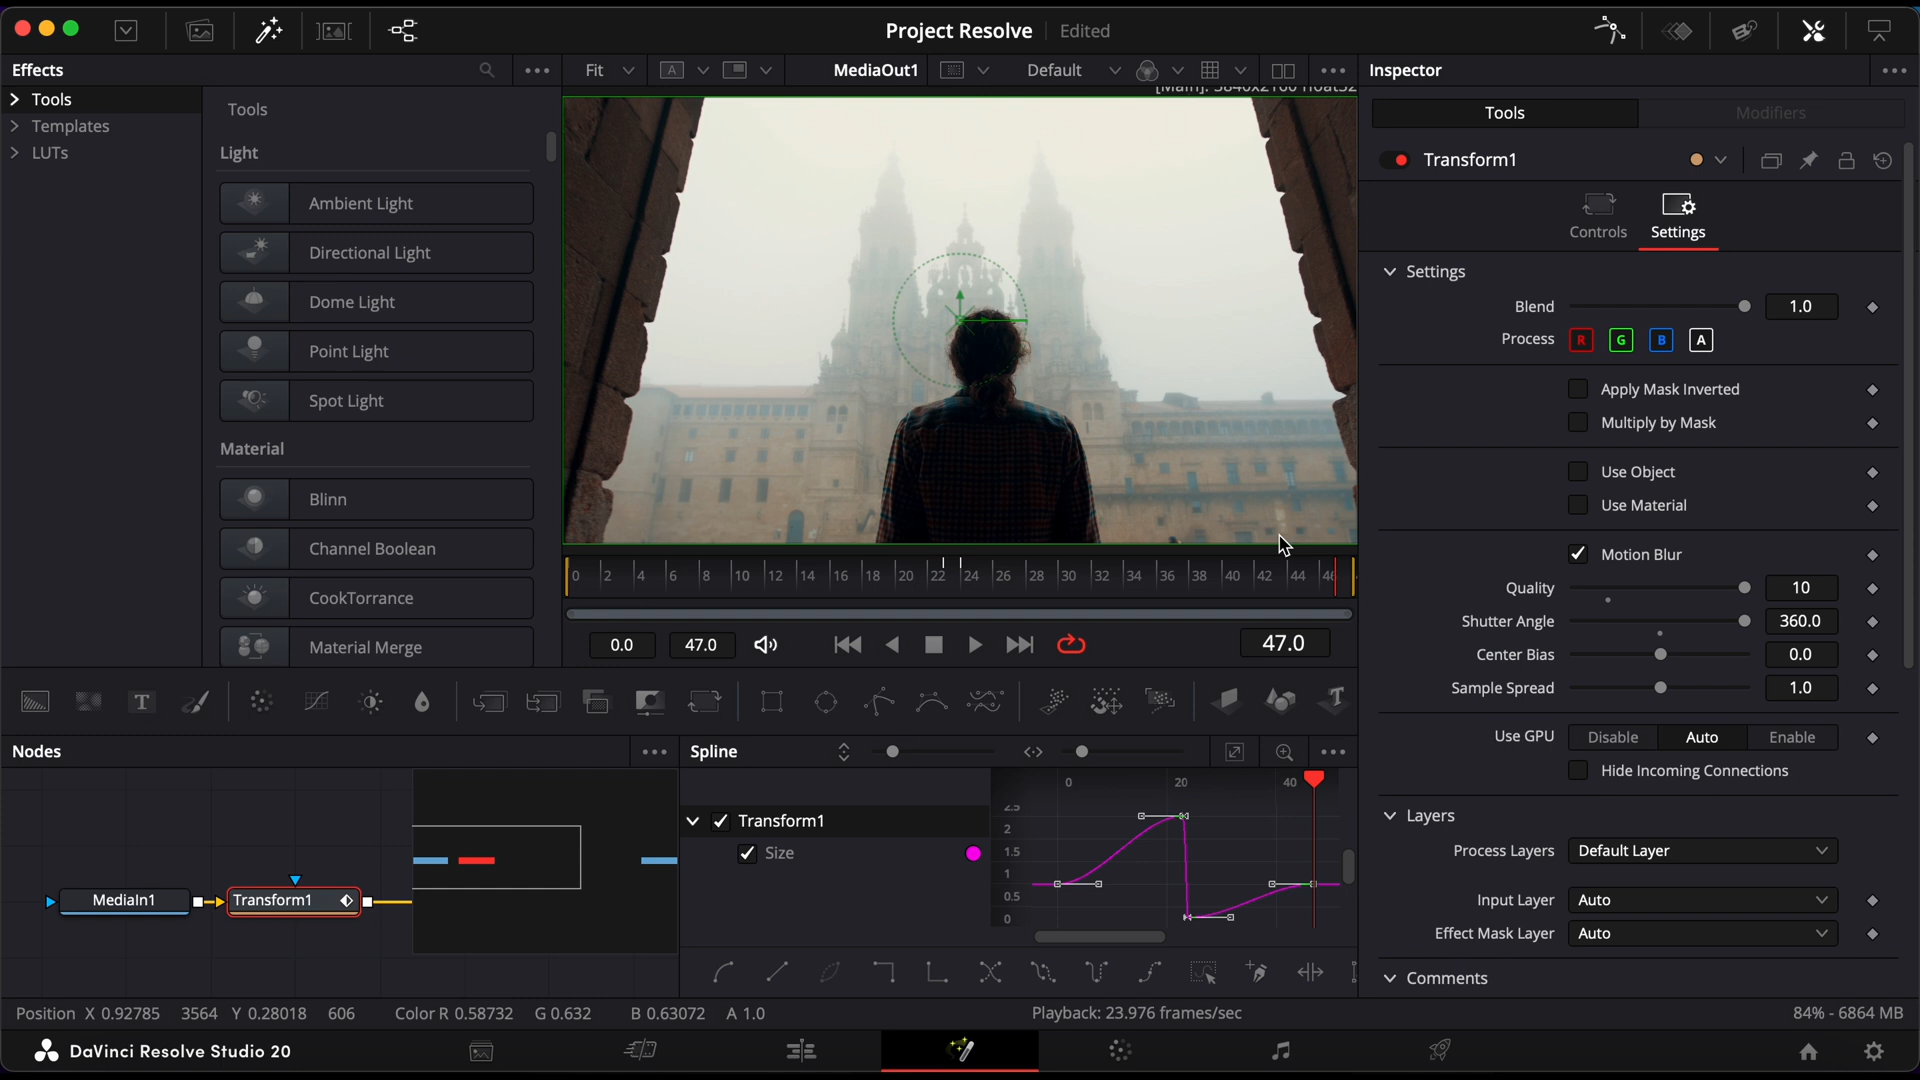 Project Resolve
Edited
Effects
Fit
A
MediaOut1
Default
Inspector
Tools
Templates
LUTs
Tools
Light
Ambient Light
Directional Light
Dome Light
Point Light
Spot Light
Material
Blinn
Channel Boolean
CookTorrance
Material Merge
[Main]: 3840x2160 float32
0 2 4 6 8 10 12 14 16 18 20 22 24 26 28 30 32 34 36 38 40 42 44 46
0.0
47.0
47.0
Tools
Modifiers
Transform1
Controls
Settings
Settings
Blend 1.0
Process R G B A
Apply Mask Inverted
Multiply by Mask
Use Object
Use Material
Motion Blur
Quality 10
Shutter Angle 360.0
Center Bias 0.0
Sample Spread 1.0
Use GPU Disable Auto Enable
Hide Incoming Connections
Layers
Process Layers Default Layer
Input Layer Auto
Effect Mask Layer Auto
Comments
T
T
Nodes
MediaIn1
Transform1
Spline
Transform1
Size
0 20 40
2.5
2
1.5
1
0.5
0
Position X 0.92785 3564 Y 0.28018 606 Color R 0.58732 G 0.632 B 0.63072 A 1.0
Playback: 23.976 frames/sec
84% - 6864 MB
DaVinci Resolve Studio 20